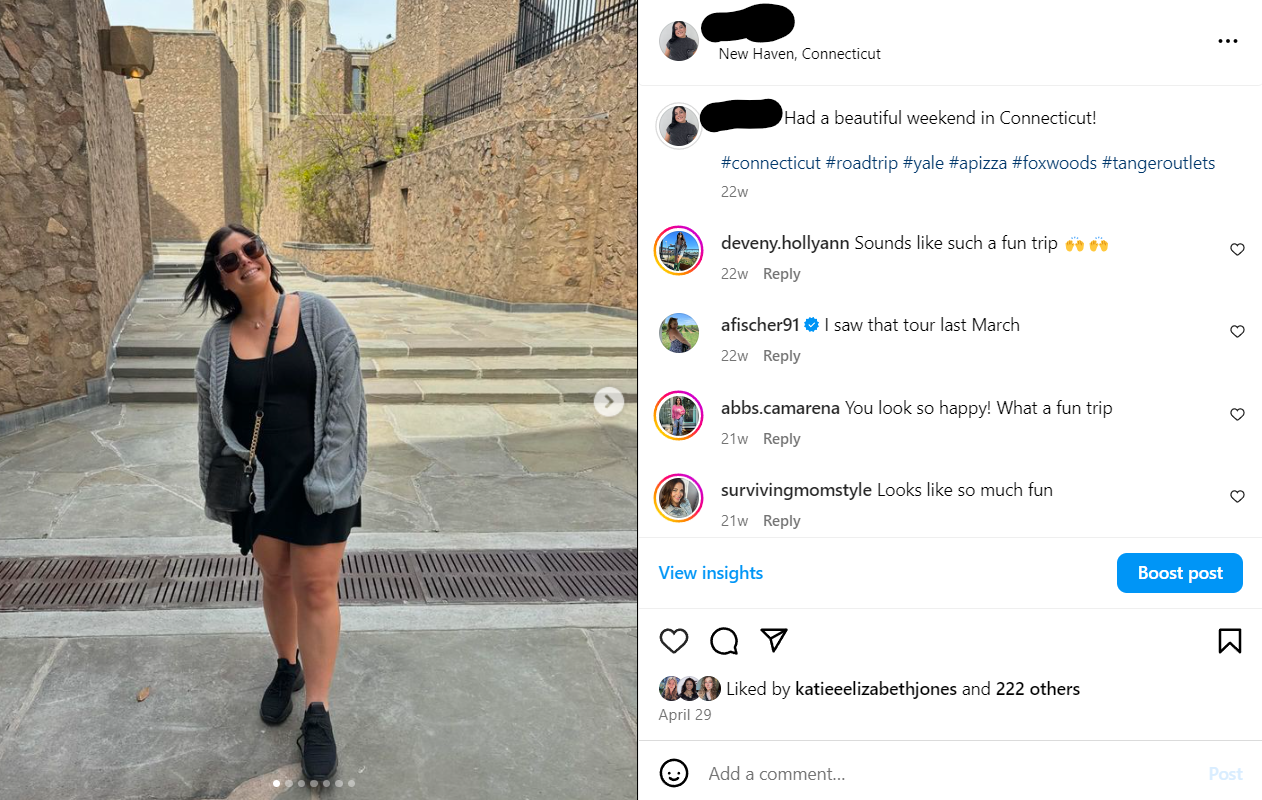 New Haven, Connecticut
Had a beautiful weekend in Connecticut!
#connecticut #roadtrip #yale #apizza #foxwoods #tangeroutlets
22w
deveny.hollyann Sounds like such a fun trip 🙌 🙌
22w Reply
afischer91 I saw that tour last March
22w Reply
abbs.camarena You look so happy! What a fun trip
21w Reply
survivingmomstyle Looks like so much fun
21w Reply
View insights
Boost post
Liked by katieeelizabethjones and 222 others
April 29
Add a comment...
Post